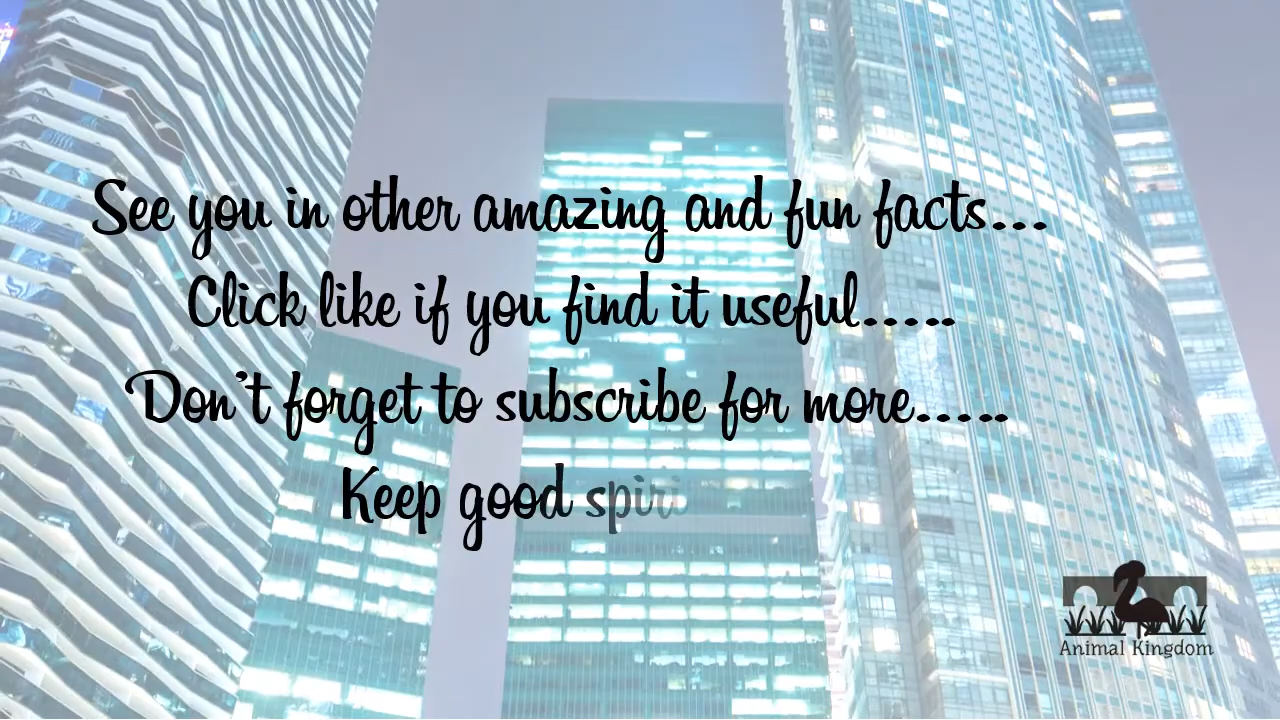 See you in other amazing and fun facts...
Click like if you find it useful.....
Don't forget to subscribe for more.....
Keep good spiri
Animal Kingdom